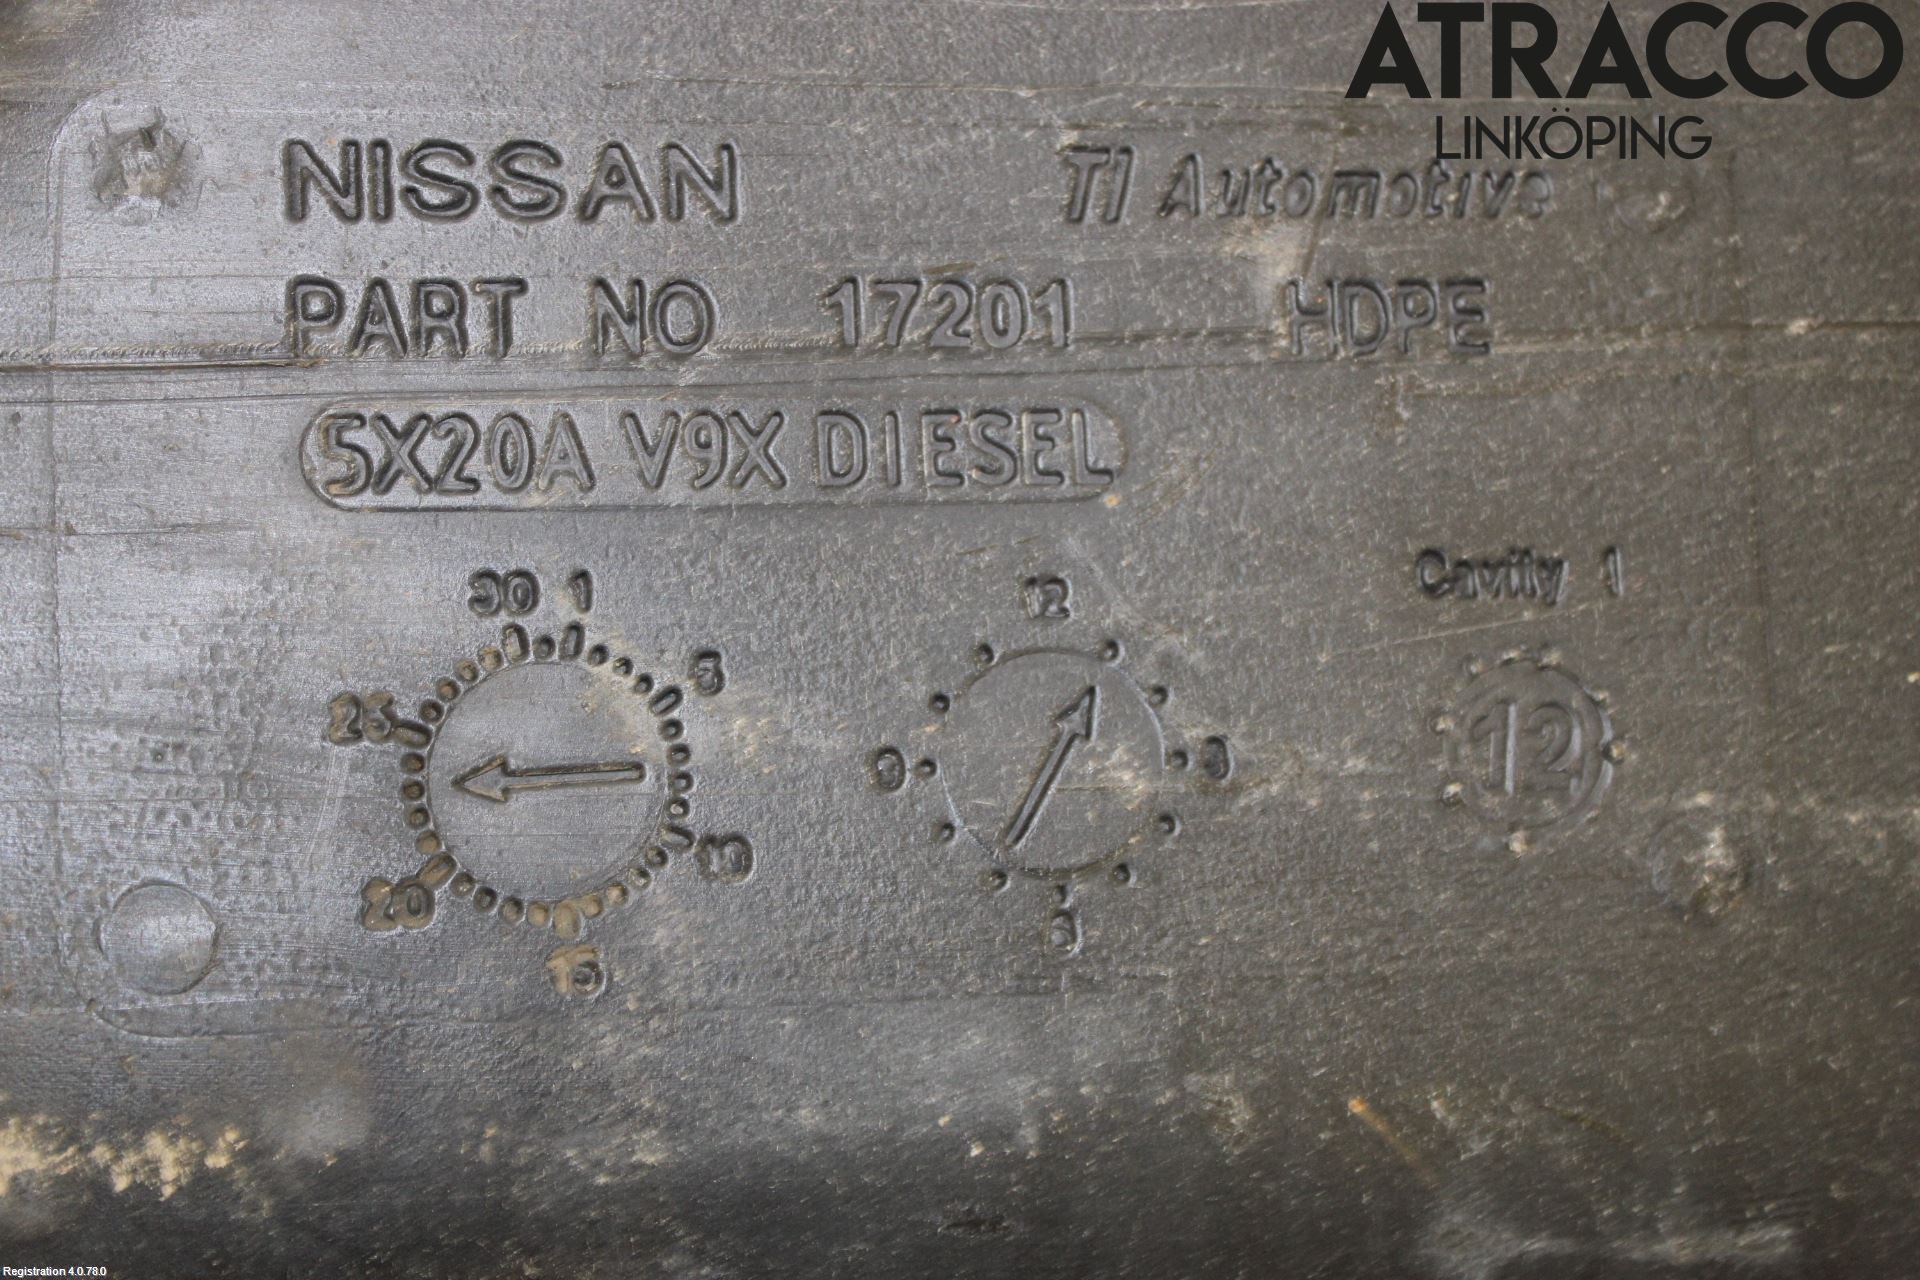 ATRACCO
LINKÖPING
NISSAN TI Automotive
PART NO 17201 HDPE
5X20A V9X DIESEL
Cavity 1
30 1
5
10
15
20
25
12
3
6
9
12
Registration 4.0.78.0